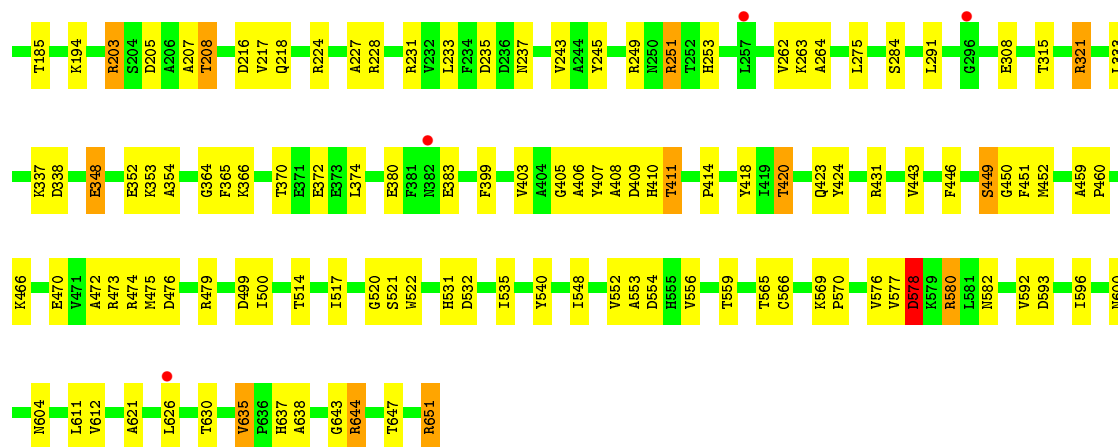 T185 K194 R203 S204 D205 A206 A207 T208 D216 V217 Q218 R224 A227 R228 R231 V232 L233 F234 D235 D236 N237 V243 A244 Y245 R249 N250 R251 T252 H253 L257 V262 K263 A264 L275 S284 L291 G296 E308 T315 R321 L333
K337 D338 E348 E352 K353 A354 G364 F365 K366 T370 E371 E372 E373 L374 E380 F381 N382 E383 F399 V403 A404 G405 A406 Y407 A408 D409 H410 T411 P414 Y418 I419 T420 Q423 Y424 R431 V443 F446 S449 G450 F451 M452 A459 P460
K466 E470 V471 A472 R473 R474 M475 D476 R479 D499 I500 T514 I517 G520 S521 W522 H531 D532 I535 Y540 I548 V552 A553 D554 H555 V556 T559 T565 C566 K569 P570 V576 V577 D578 K579 R580 L581 N582 V592 D593 I596
N604 L611 V612 A621 L626 T630 V635 P636 H637 A638 G643 R644 T647 R651